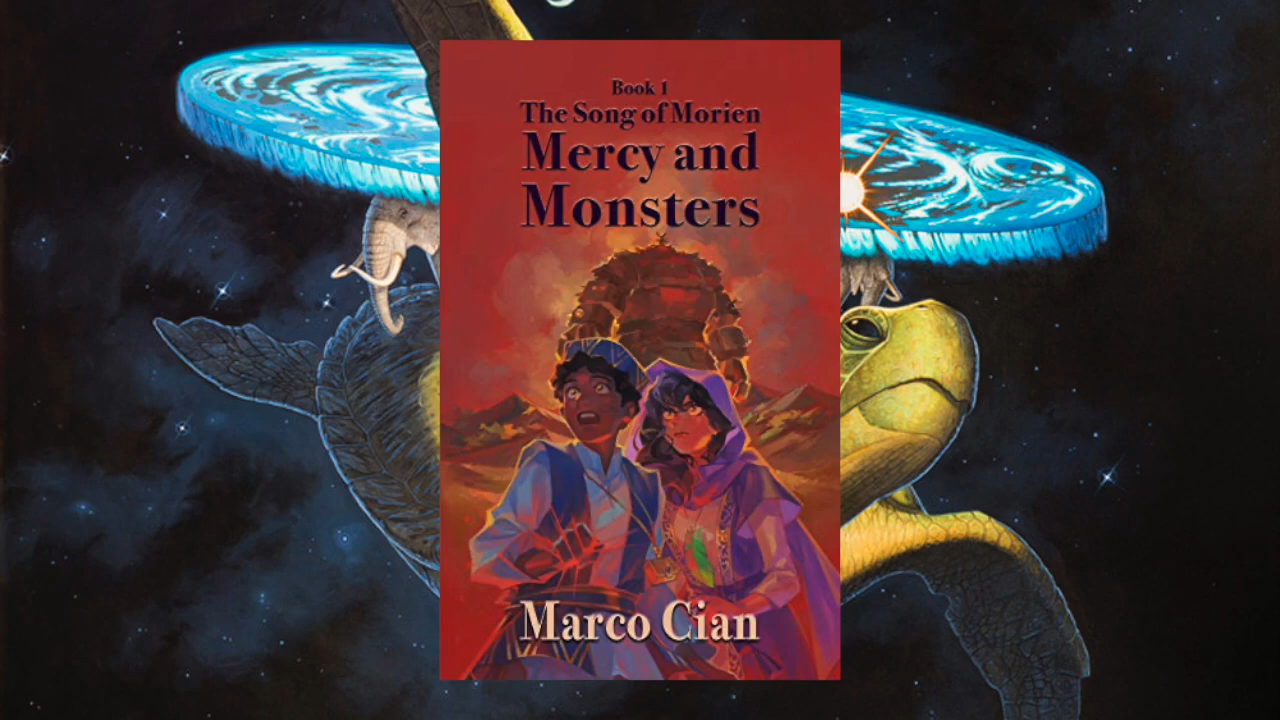 Book 1
The Song of Morien
Mercy and
Monsters
Marco Cian